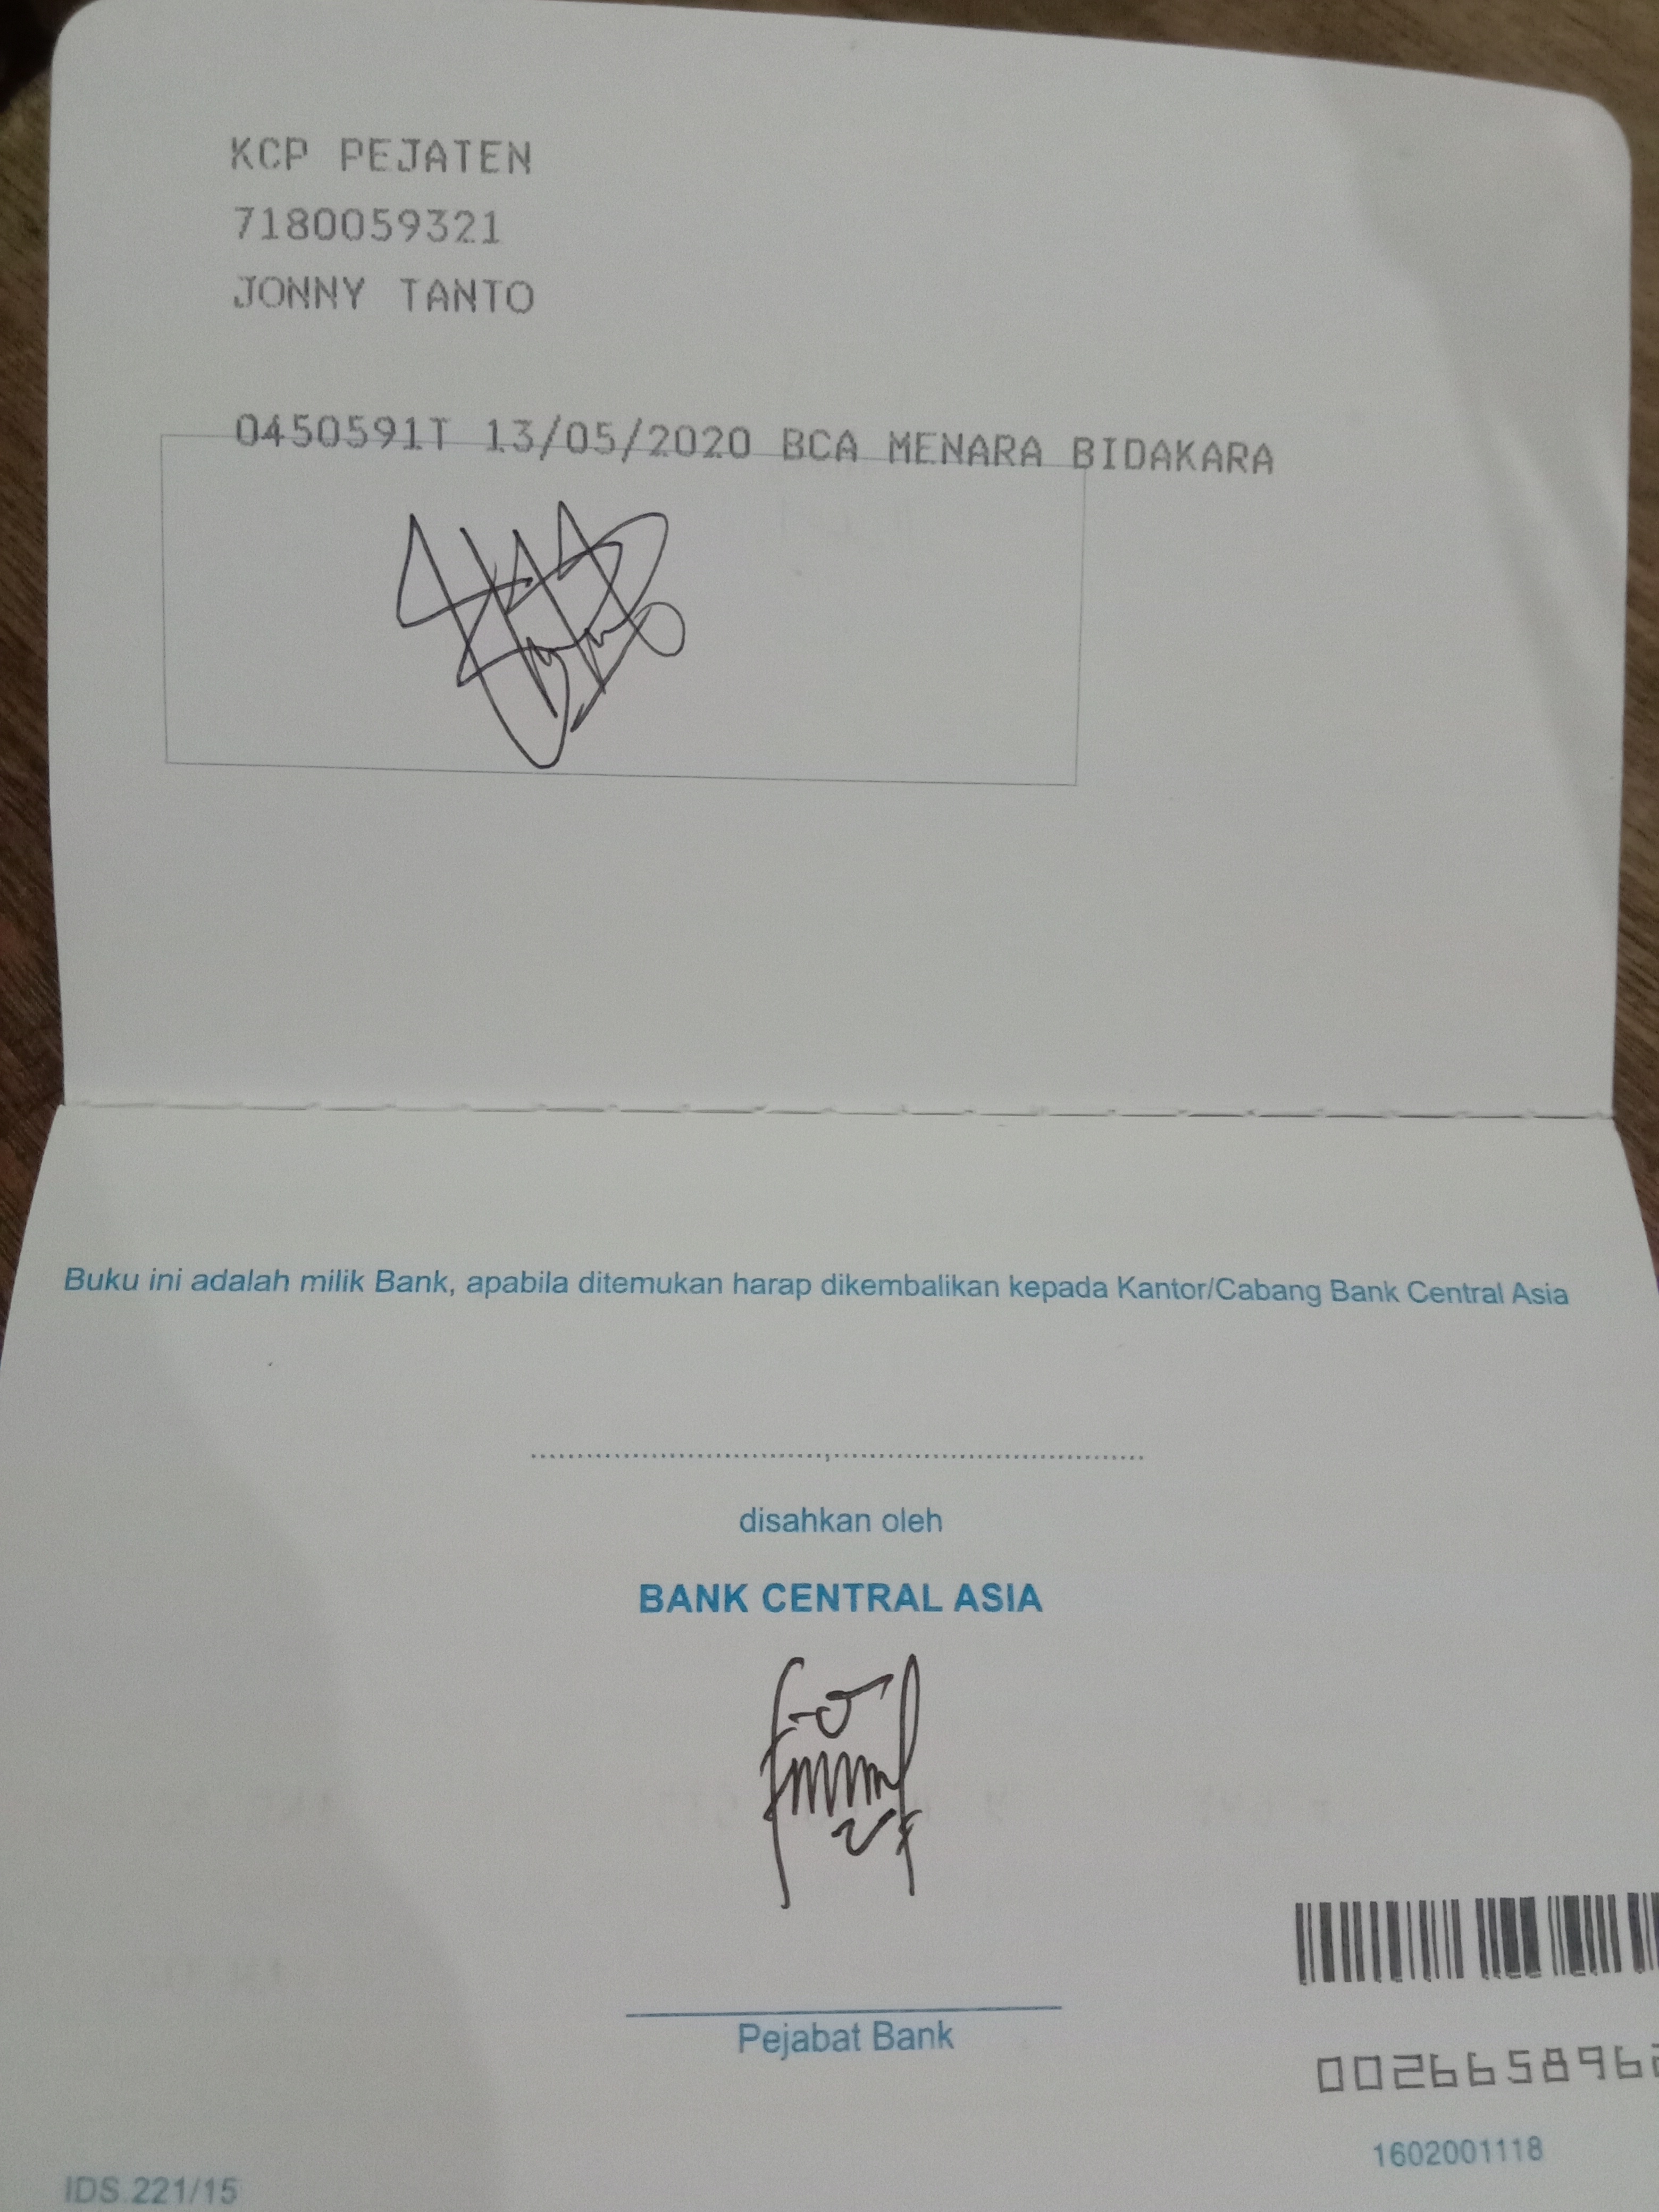 KCP PEJATEN
7180059321
JONNY TANTO
0450591T 13/05/2020 BCA MENARA BIDAKARA
Buku ini adalah milik Bank, apabila ditemukan harap dikembalikan kepada Kantor/Cabang Bank Central Asia
disahkan oleh
BANK CENTRAL ASIA
Pejabat Bank
002665896
1602001118
IDS.221/15